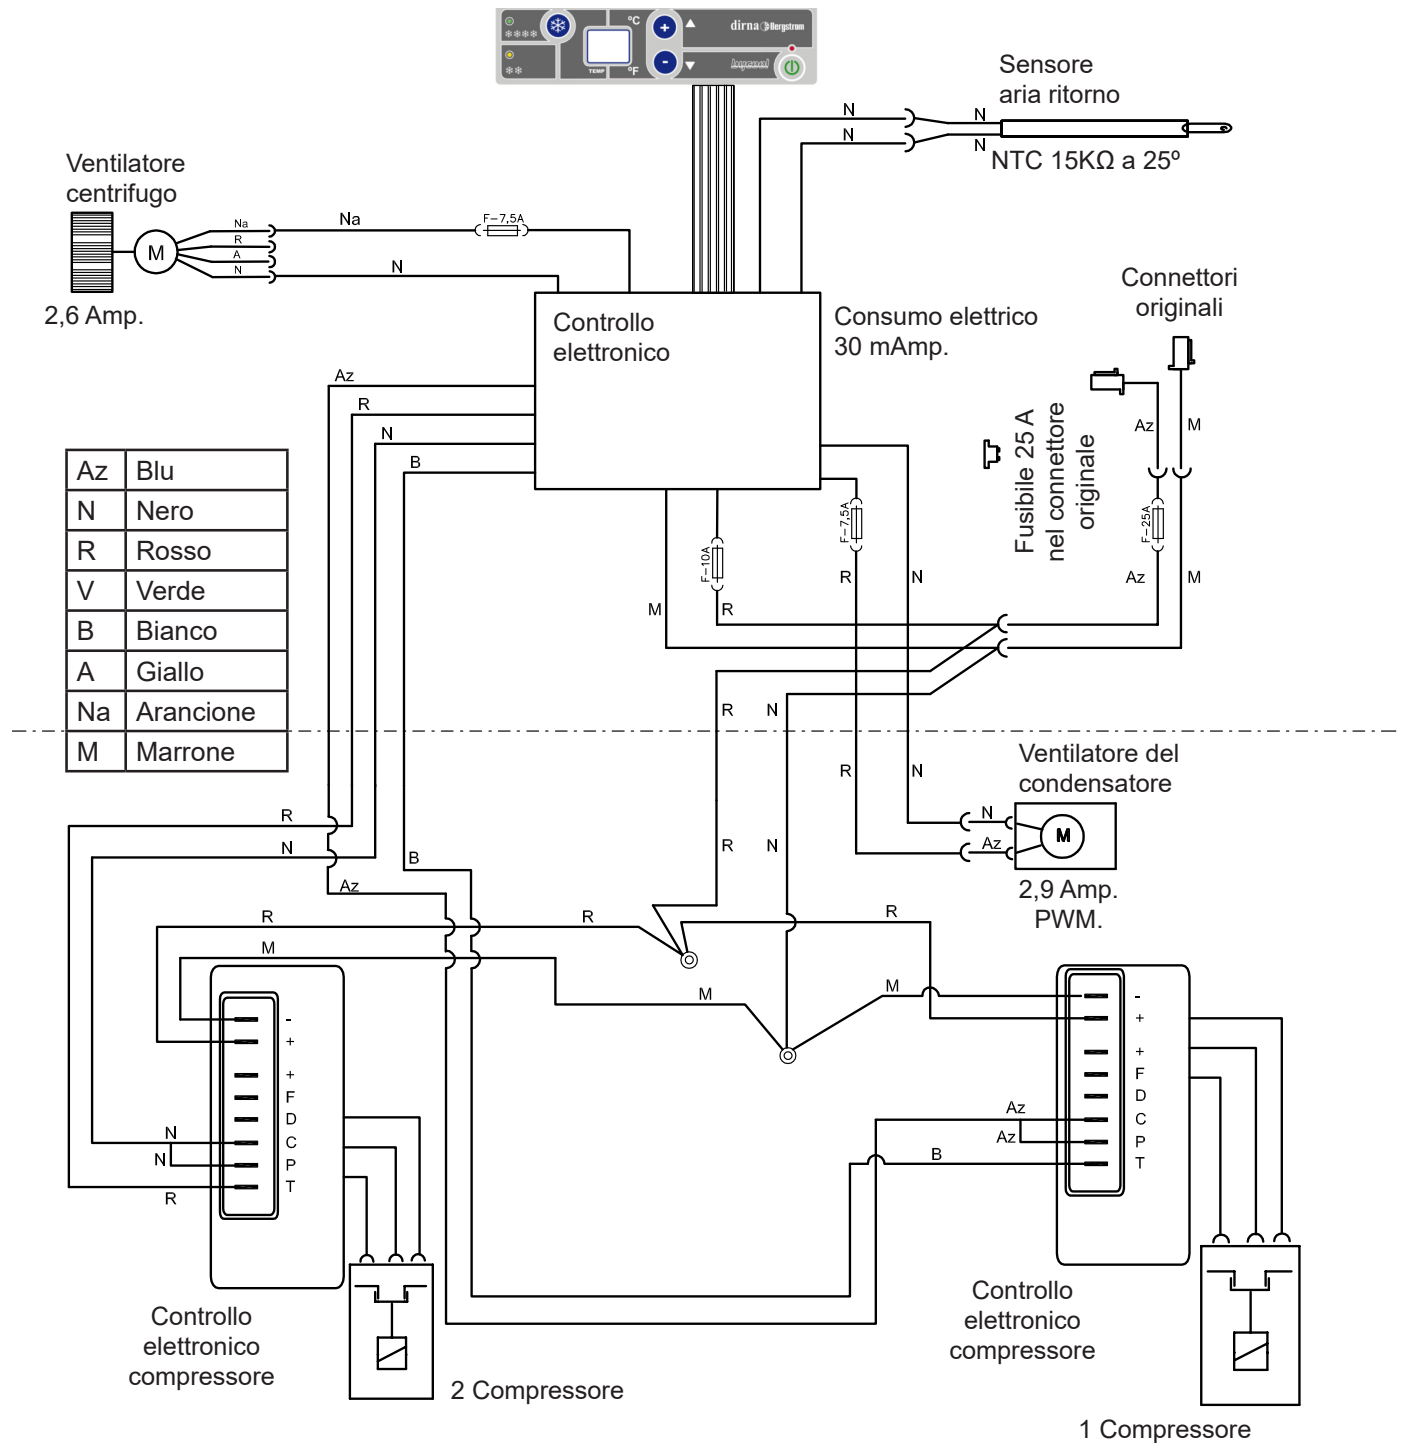 °C
+
dirna Bergstrom
-
TEMP
°F
bycool
Sensore
aria ritorno
N
N
N
N
NTC 15KΩ a 25º
Ventilatore
centrifugo
Na
R
A
N
Na
F-7,5A
N
M
2,6 Amp.
Controllo
elettronico
Consumo elettrico
30 mAmp.
Connettori
originali
Az
R
N
B
Fusibile 25 A
nel connettore
originale
Az
M
F-25A
Az
M
F-7,5A
F-10A
R
N
M
R
Az Blu
N Nero
R Rosso
V Verde
B Bianco
A Giallo
Na Arancione
M Marrone
R
N
R
N
Ventilatore del
condensatore
N
Az
M
2,9 Amp.
PWM.
R
N
B
Az
R
N
R
R
R
M
M
M
-
+
+
F
D
C
P
T
N
N
R
-
+
+
F
D
C
P
T
Az
Az
B
Controllo
elettronico
compressore
2 Compressore
Controllo
elettronico
compressore
1 Compressore